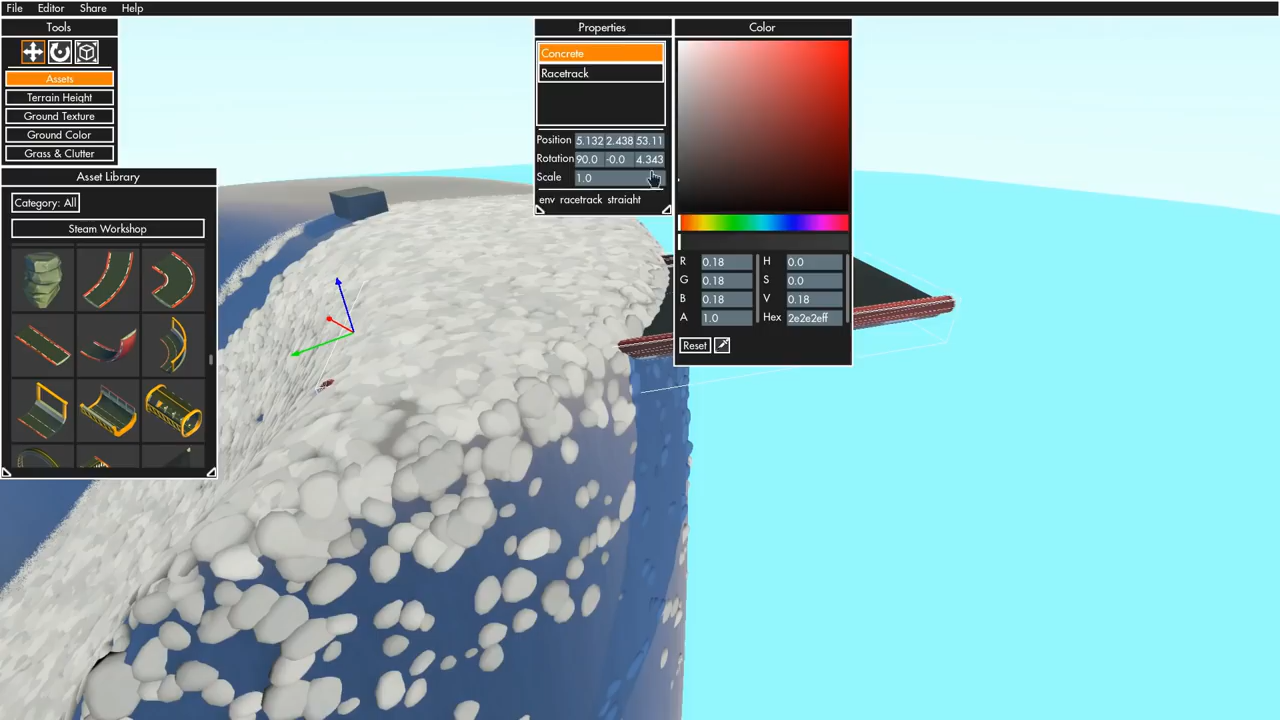 File Editor Share Help
Tools
Assets
Terrain Height
Ground Texture
Ground Color
Grass & Clutter
Asset Library
Category: All
Steam Workshop
Properties
Concrete
Racetrack
Position 5.132 2.438 53.11
Rotation 90.0 -0.0 4.343
Scale 1.0
env racetrack straight
Color
R 0.18 H 0.0
G 0.18 S 0.0
B 0.18 V 0.18
A 1.0 Hex 2e2e2eff
Reset